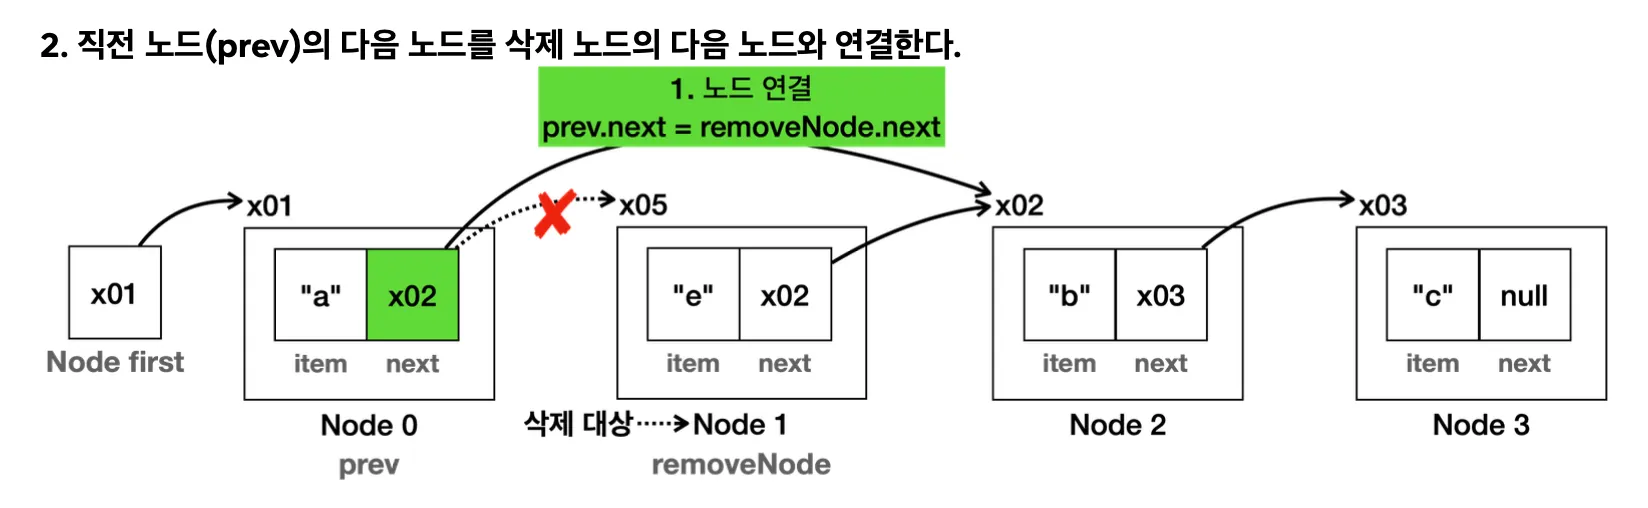 2. 직전 노드(prev)의 다음 노드를 삭제 노드의 다음 노드와 연결한다.
1. 노드 연결
prev.next = removeNode.next
x01 x05 x02 x03
x01 "a" x02 "e" x02 "b" x03 "c" null
Node first item next item next item next item next
Node 0 삭제 대상 Node 1 Node 2 Node 3
prev removeNode